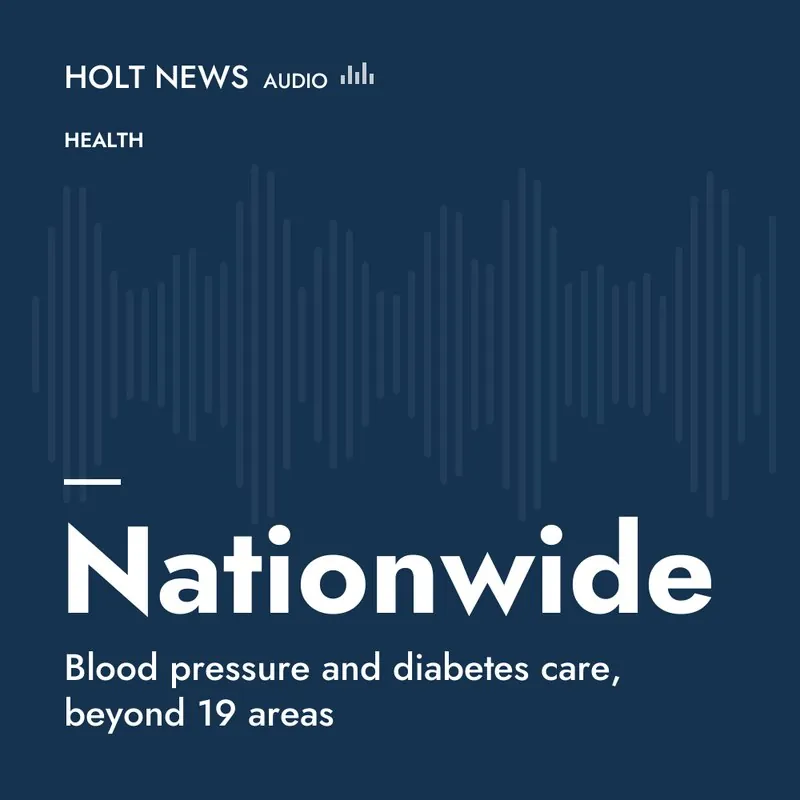 HOLT NEWS AUDIO
HEALTH
Nationwide
Blood pressure and diabetes care,
beyond 19 areas